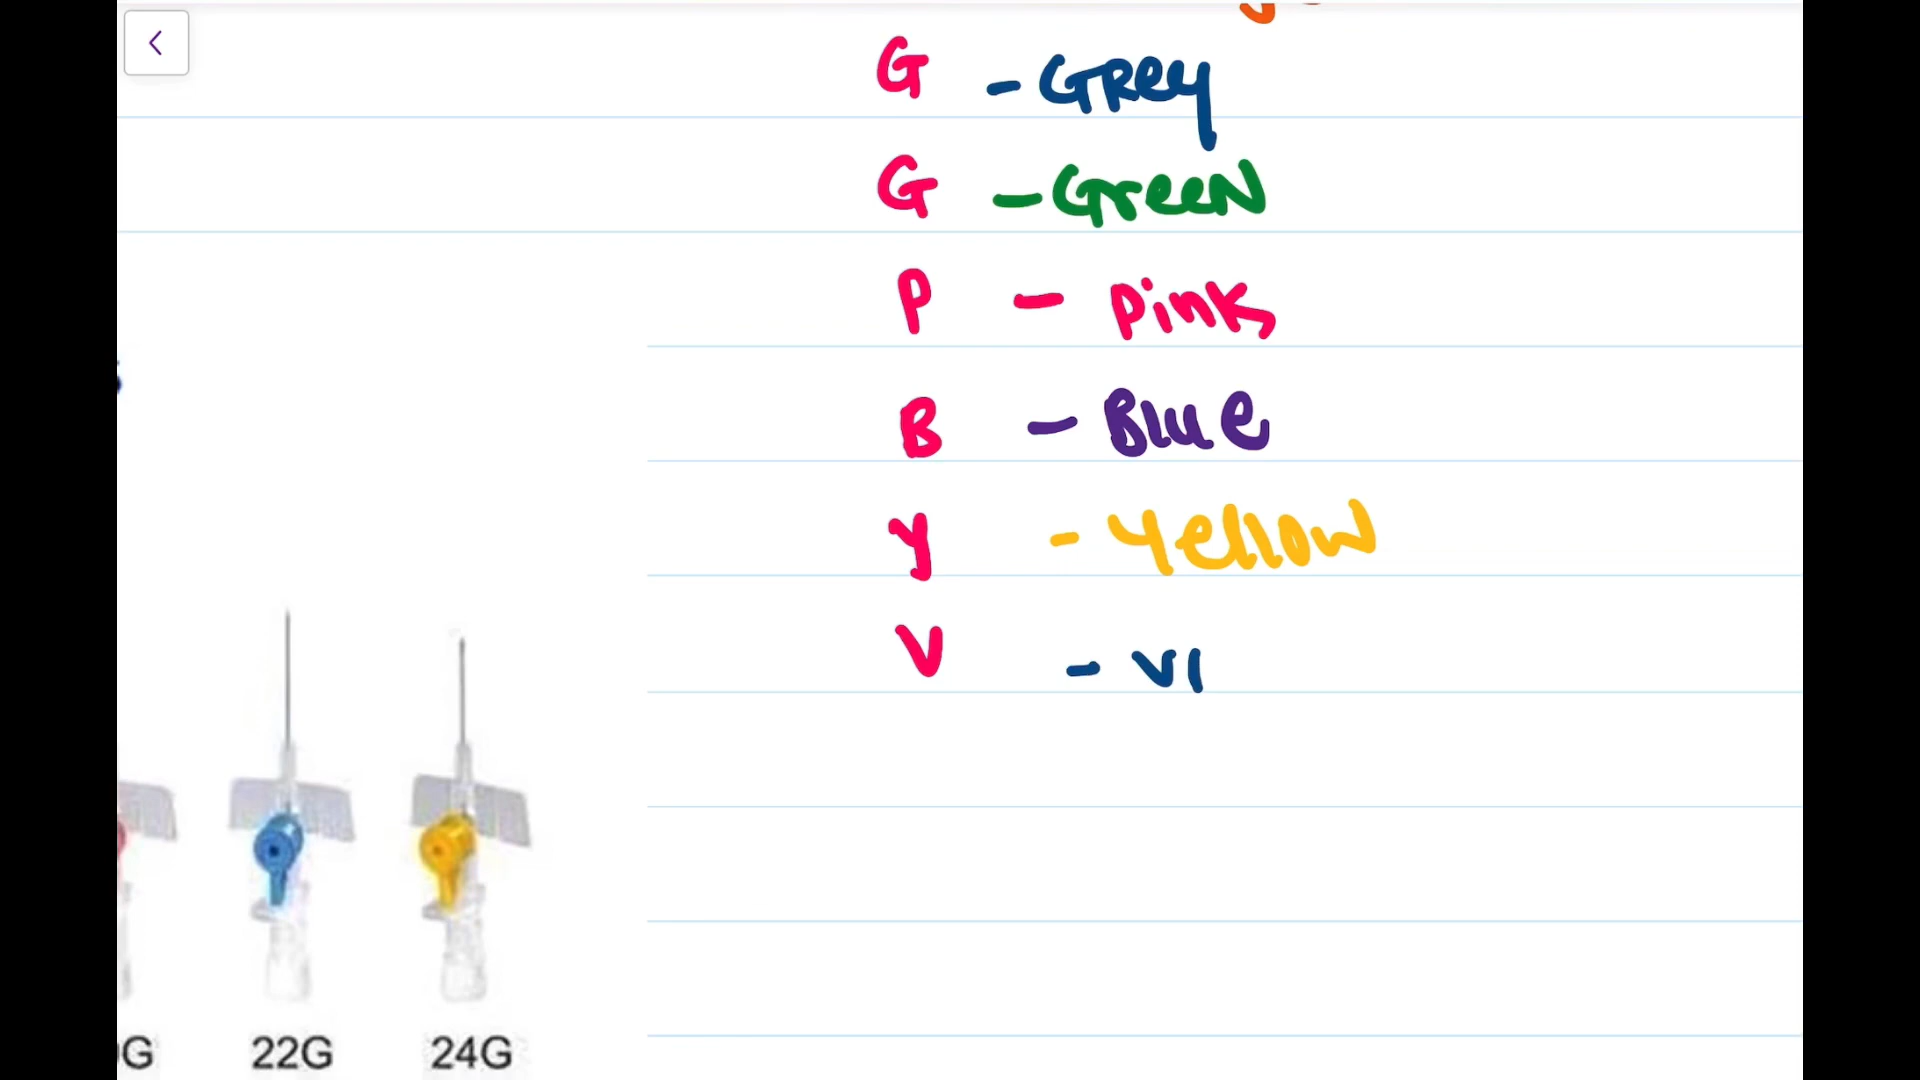 G - GRey
G - GreeN
P - Pink
B - Blue
Y - Yellow
V - VI
G 22G 24G